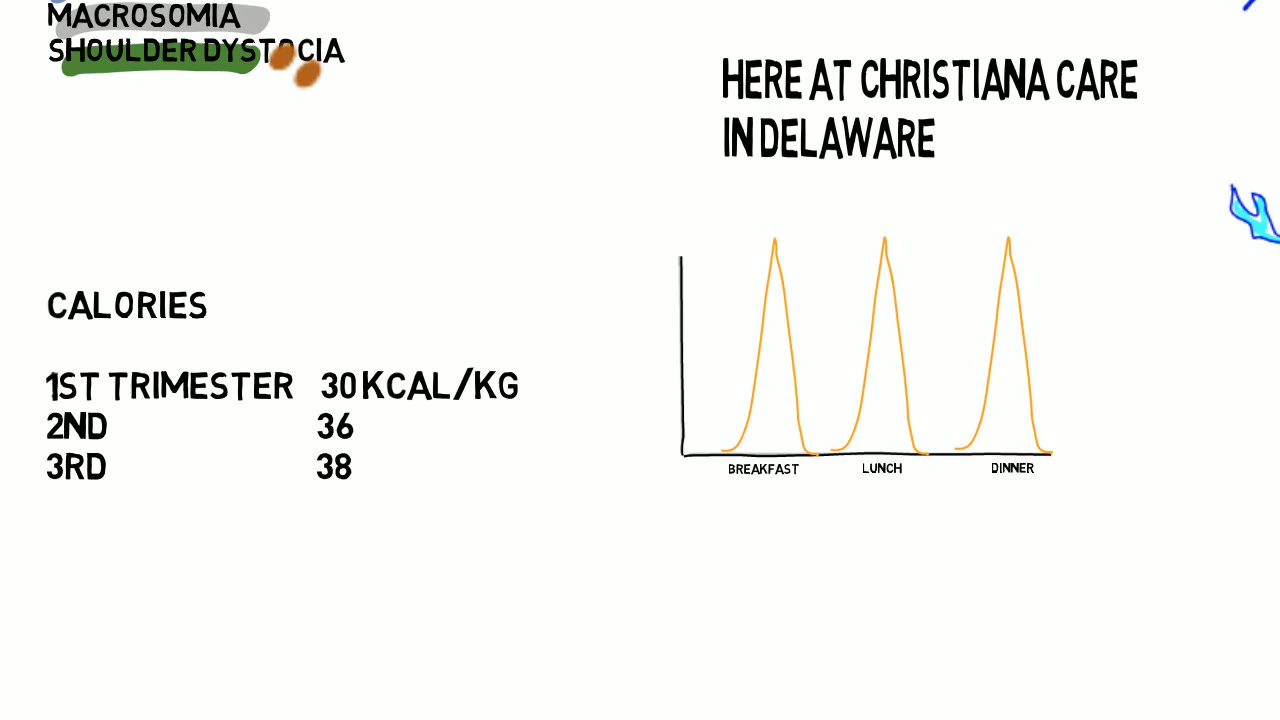 MACROSOMIA
SHOULDER DYSTOCIA
HERE AT CHRISTIANA CARE
IN DELAWARE
CALORIES
1ST TRIMESTER 30 KCAL/KG
2ND 36
3RD 38
BREAKFAST LUNCH DINNER